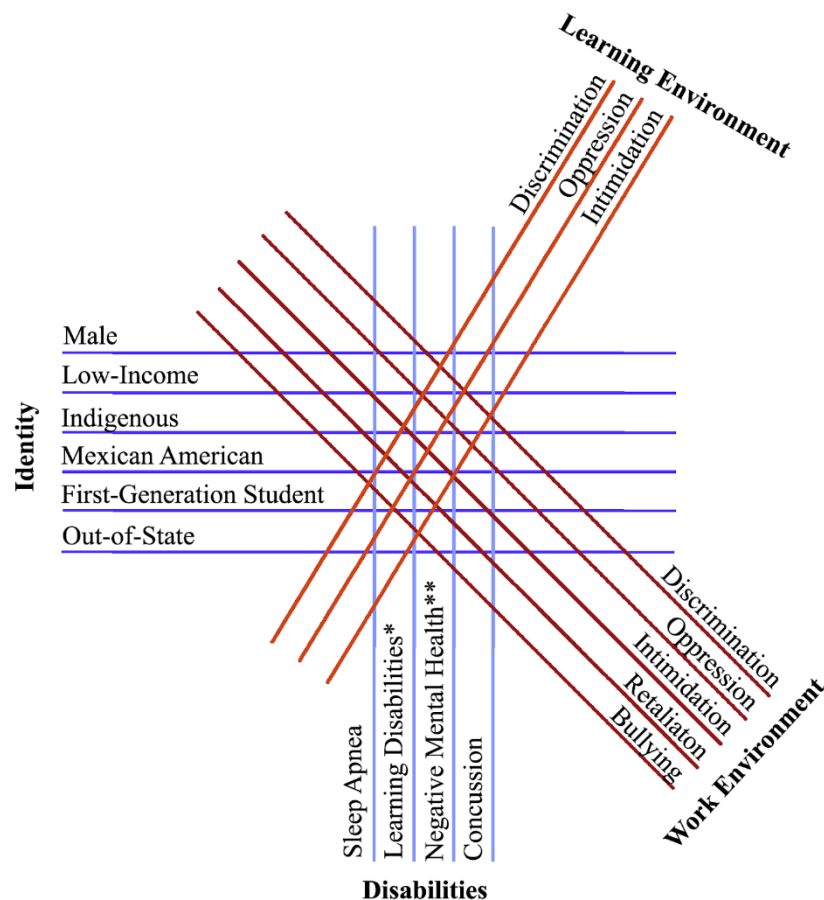 Learning Environment
Discrimination
Oppression
Intimidation
Identity
Male
Low-Income
Indigenous
Mexican American
First-Generation Student
Out-of-State
Discrimination
Oppression
Intimidation
Retaliaton
Bullying
Work Environment
Sleep Apnea
Learning Disabilities*
Negative Mental Health**
Concussion
Disabilities